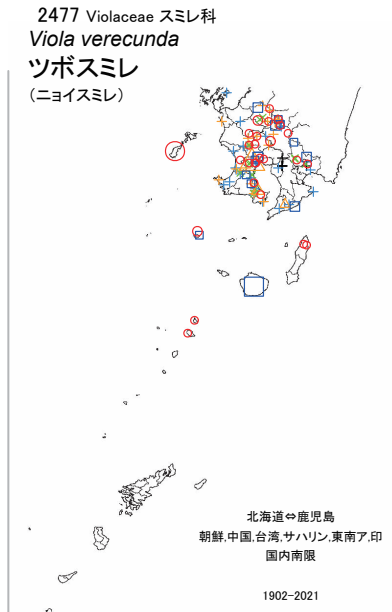 2477 Violaceae スミレ科
Viola verecunda
ツボスミレ
（ニョイスミレ）
北海道⇔鹿児島
朝鮮,中国,台湾,サハリン,東南ア,印
国内南限
1902-2021